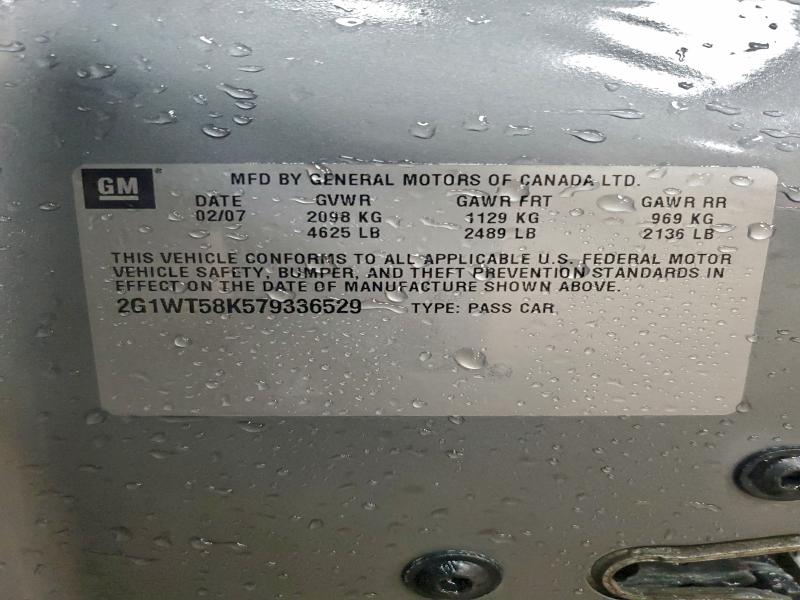 GM MFD BY GENERAL MOTORS OF CANADA LTD.
DATE GVWR GAWR FRT GAWR RR
02/07 2098 KG 1129 KG 969 KG
4625 LB 2489 LB 2136 LB
THIS VEHICLE CONFORMS TO ALL APPLICABLE U.S. FEDERAL MOTOR
VEHICLE SAFETY, BUMPER, AND THEFT PREVENTION STANDARDS IN
EFFECT ON THE DATE OF MANUFACTURE SHOWN ABOVE.
2G1WT58K579336529 TYPE: PASS CAR